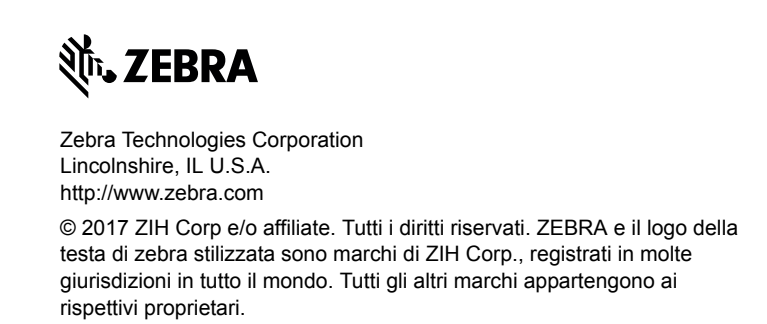 ZEBRA
Zebra Technologies Corporation
Lincolnshire, IL U.S.A.
http://www.zebra.com
© 2017 ZIH Corp e/o affiliate. Tutti i diritti riservati. ZEBRA e il logo della
testa di zebra stilizzata sono marchi di ZIH Corp., registrati in molte
giurisdizioni in tutto il mondo. Tutti gli altri marchi appartengono ai
rispettivi proprietari.